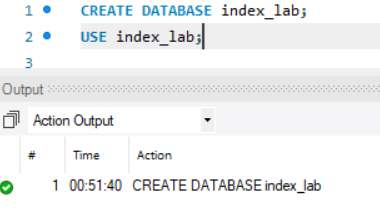 1 CREATE DATABASE index_lab;
2 USE index_lab;
3
Output
Action Output
# Time Action
1 00:51:40 CREATE DATABASE index_lab